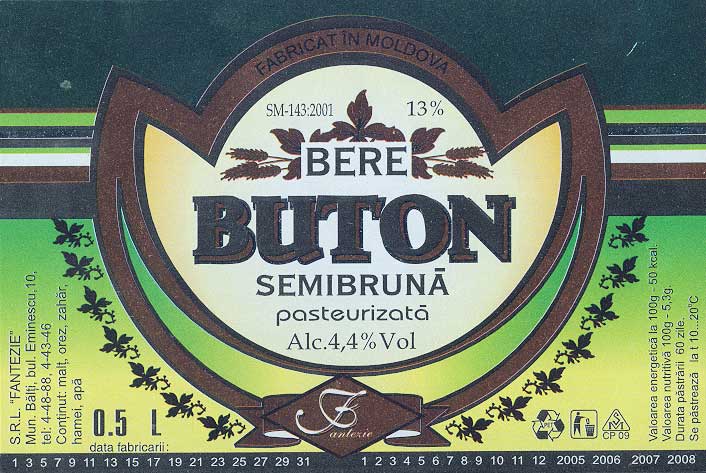 FABRICAT ÎN MOLDOVA
SM-143:2001 13%
BERE
BUTON
SEMIBRUNĂ
pasteurizată
Alc.4,4% Vol
Fantezie
S.R.L. "FANTEZIE"
Mun. Bălți, bul. Eminescu,10,
tel: 4-48-88, 4-43-46
Conținut: malț, orez, zahăr,
hamei, apă
0.5 L
data fabricarii:
Valoarea energetică la 100g - 50 kcal.
Valoarea nutritivă 100g - 5,3g.
Durata păstrării 60 zile.
Se păstrează la t 10...20°C
SM
CP 09
1 3 5 7 9 11 13 15 17 19 21 23 25 27 29 31 1 2 3 4 5 6 7 8 9 10 11 12 2005 2006 2007 2008